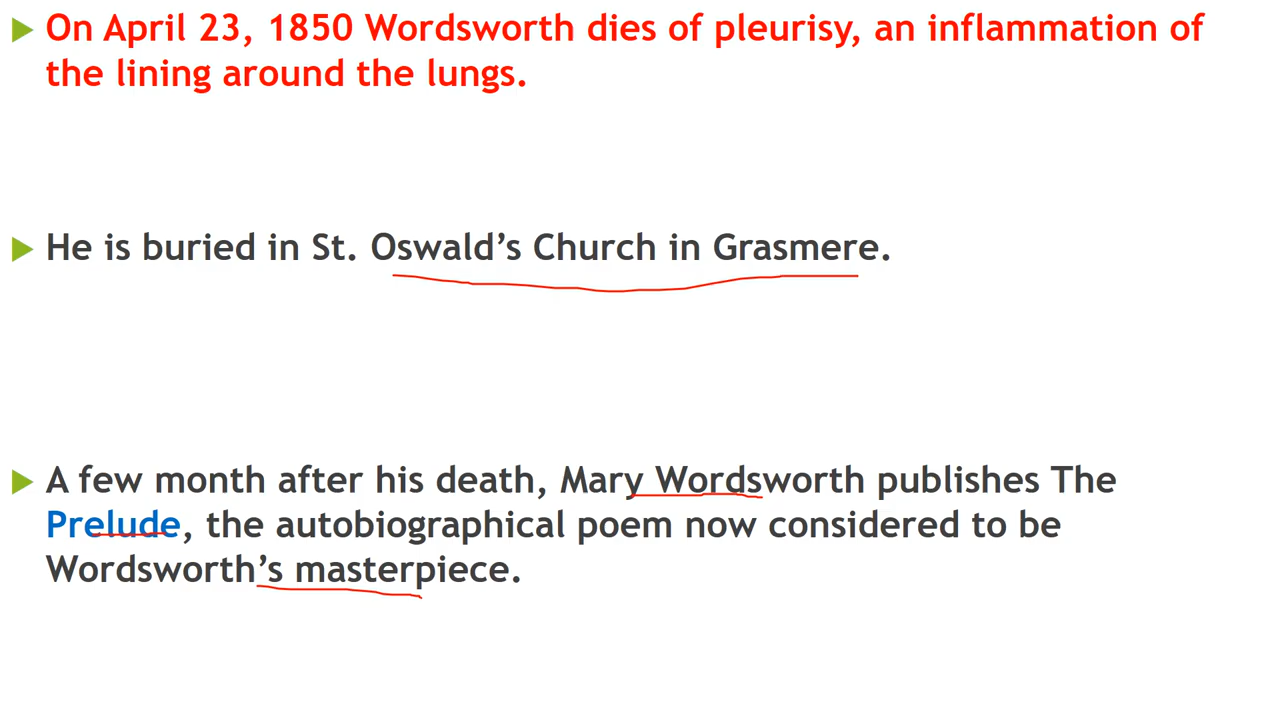 On April 23, 1850 Wordsworth dies of pleurisy, an inflammation of
the lining around the lungs.
He is buried in St. Oswald’s Church in Grasmere.
A few month after his death, Mary Wordsworth publishes The
Prelude, the autobiographical poem now considered to be
Wordsworth’s masterpiece.